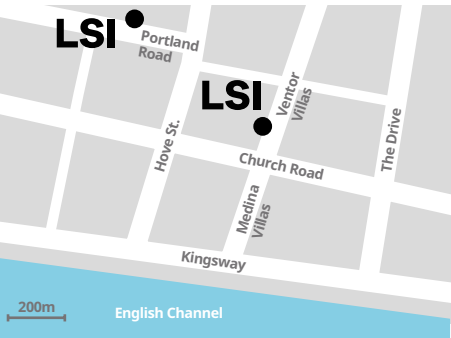 LSI
Portland
Road
LSI
Ventor
Villas
The Drive
Hove St.
Church Road
Medina
Villas
Kingsway
200m
English Channel